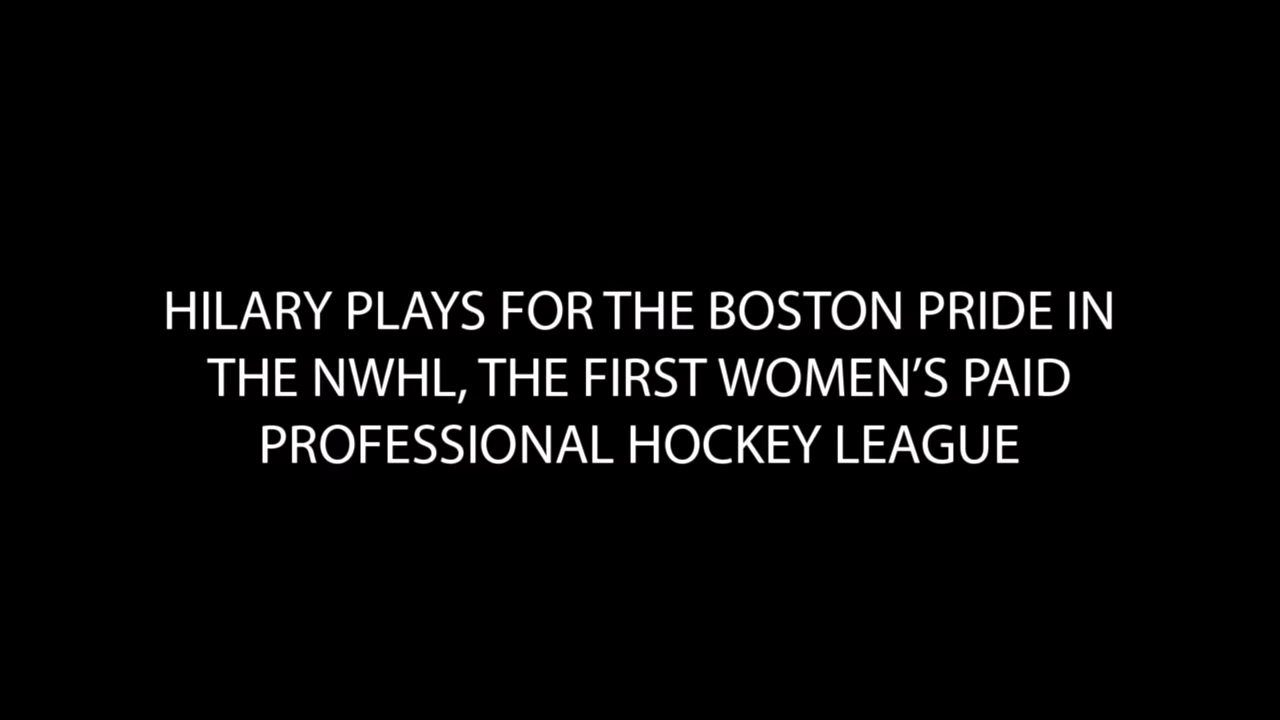 HILARY PLAYS FOR THE BOSTON PRIDE IN
THE NWHL, THE FIRST WOMEN’S PAID
PROFESSIONAL HOCKEY LEAGUE